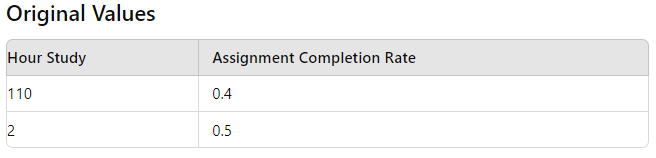 Original Values
Hour Study Assignment Completion Rate
110 0.4
2 0.5